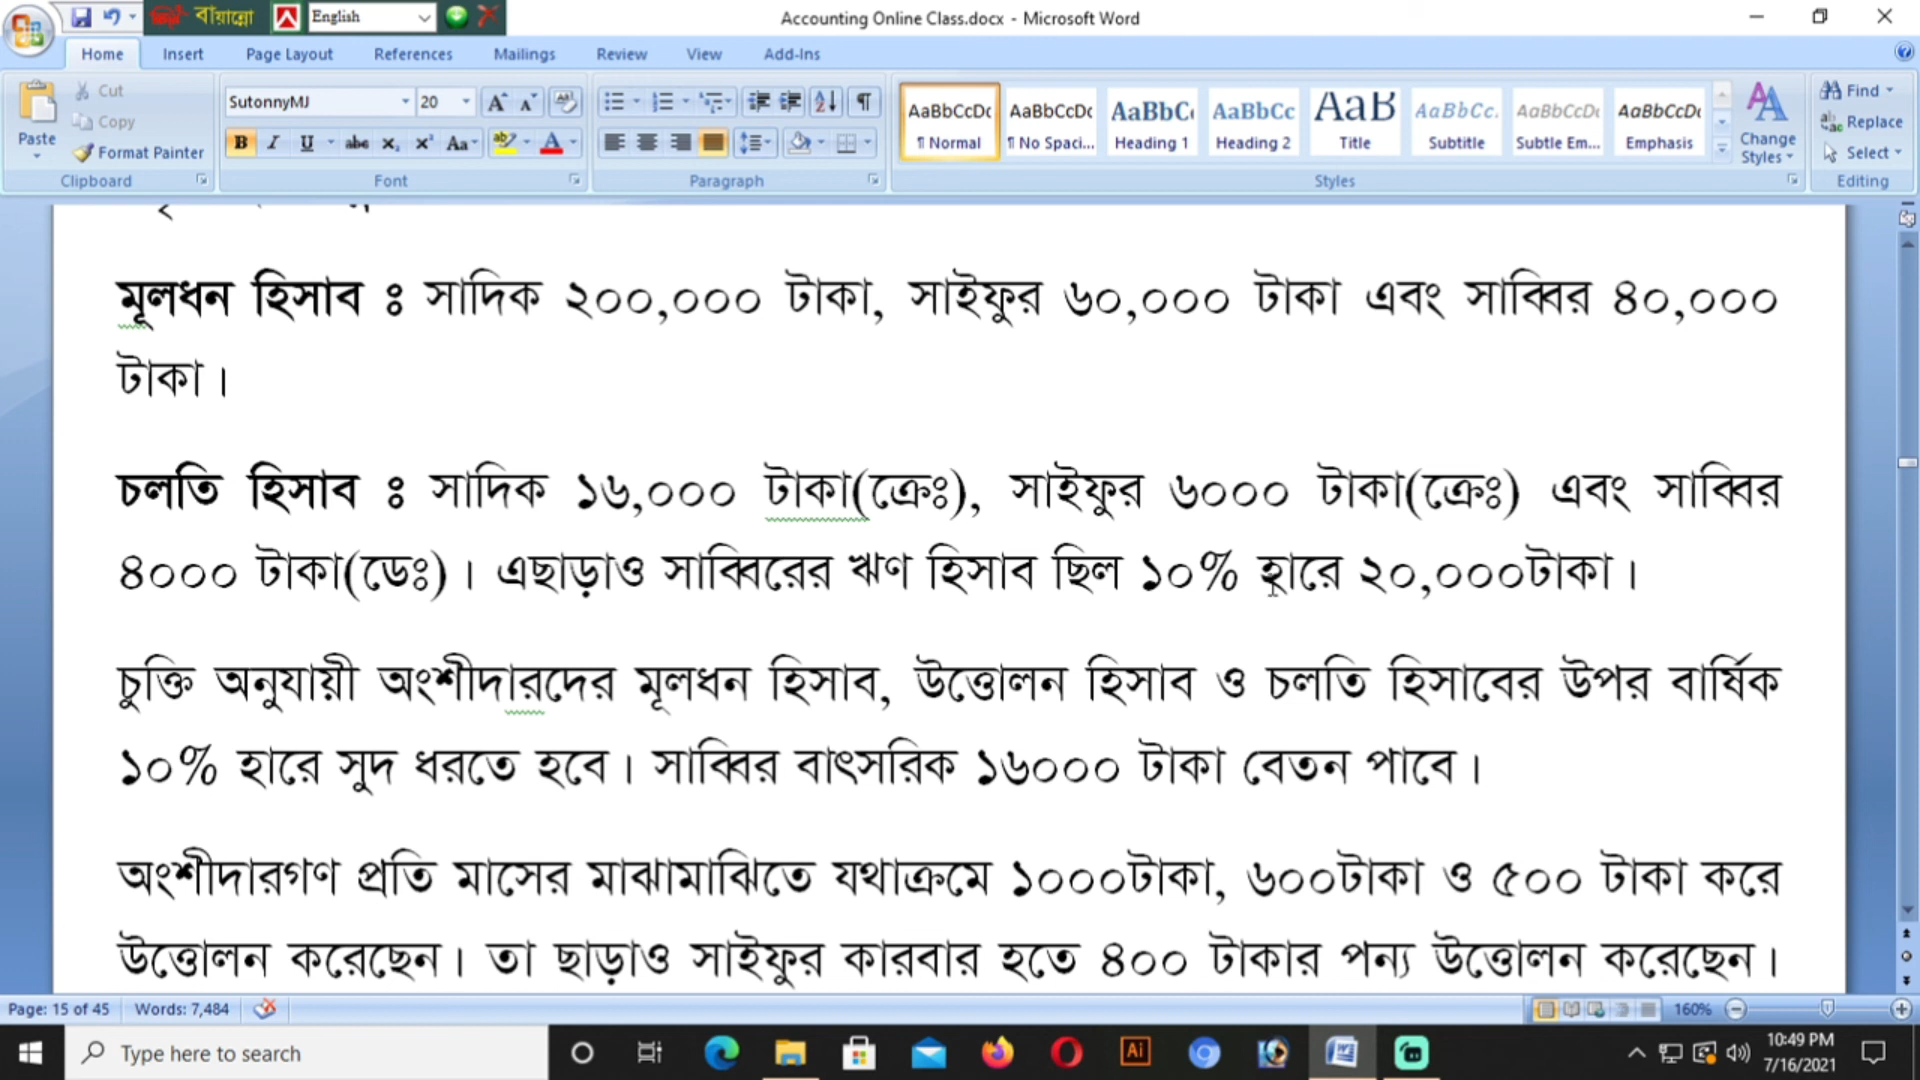 বায়ান্নো
English
Accounting Online Class.docx - Microsoft Word
Home Insert Page Layout References Mailings Review View Add-Ins
Paste
Cut
Copy
Format Painter
Clipboard
SutonnyMJ 20
Font
Paragraph
AaBbCcDc AaBbCcDc AaBbC AaBbCc AaB AaBbCc. AaBbCcDc AaBbCcDc
¶ Normal ¶ No Spaci... Heading 1 Heading 2 Title Subtitle Subtle Em... Emphasis
Change Styles
Styles
Find
Replace
Select
Editing
মূলধন হিসাব ঃ সাদিক ২০০,০০০ টাকা, সাইফুর ৬০,০০০ টাকা এবং সাব্বির ৪০,০০০
টাকা।
চলতি হিসাব ঃ সাদিক ১৬,০০০ টাকা(ক্রেঃ), সাইফুর ৬০০০ টাকা(ক্রেঃ) এবং সাব্বির
৪০০০ টাকা(ডেঃ)। এছাড়াও সাব্বিরের ঋণ হিসাব ছিল ১০% হারে ২০,০০০টাকা।
চুক্তি অনুযায়ী অংশীদারদের মূলধন হিসাব, উত্তোলন হিসাব ও চলতি হিসাবের উপর বার্ষিক
১০% হারে সুদ ধরতে হবে। সাব্বির বাৎসরিক ১৬০০০ টাকা বেতন পাবে।
অংশীদারগণ প্রতি মাসের মাঝামাঝিতে যথাক্রমে ১০০০টাকা, ৬০০টাকা ও ৫০০ টাকা করে
উত্তোলন করেছেন। তা ছাড়াও সাইফুর কারবার হতে ৪০০ টাকার পন্য উত্তোলন করেছেন।
Page: 15 of 45 Words: 7,484 160%
Type here to search
Ai
10:49 PM
7/16/2021